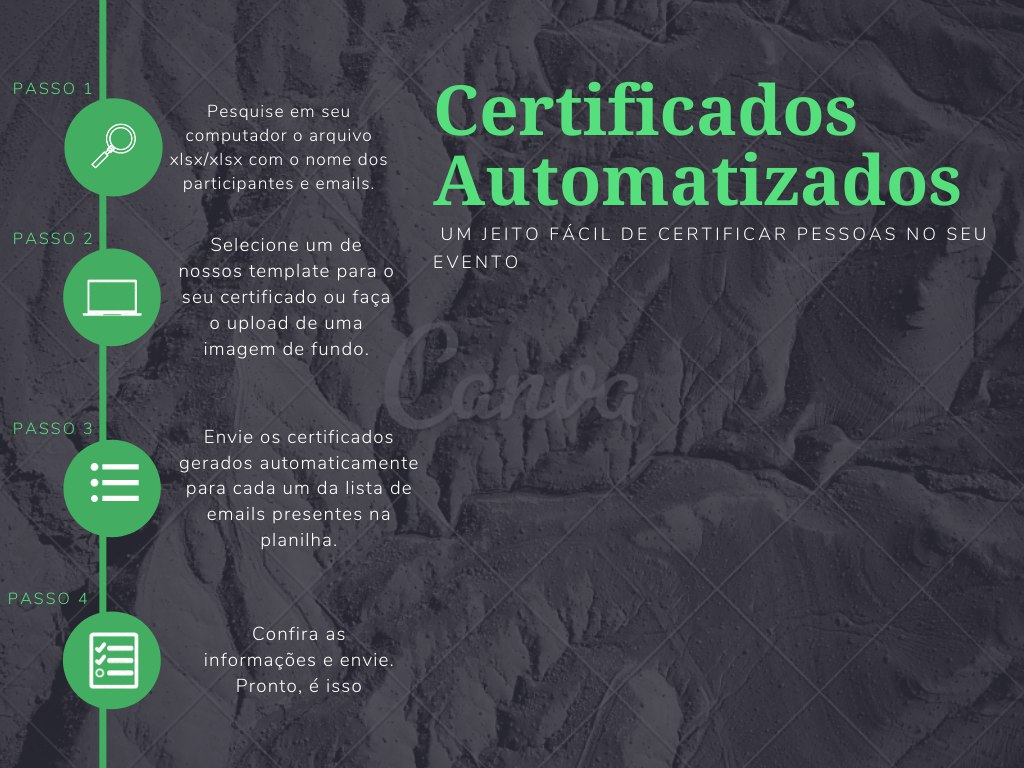 Certificados
Automatizados
UM JEITO FÁCIL DE CERTIFICAR PESSOAS NO SEU
EVENTO
PASSO 1
Pesquise em seu
computador o arquivo
xlsx/xlsx com o nome dos
participantes e emails.
PASSO 2
Selecione um de
nossos template para o
seu certificado ou faça
o upload de uma
imagem de fundo.
PASSO 3
Envie os certificados
gerados automaticamente
para cada um da lista de
emails presentes na
planilha.
PASSO 4
Confira as
informações e envie.
Pronto, é isso
Canva